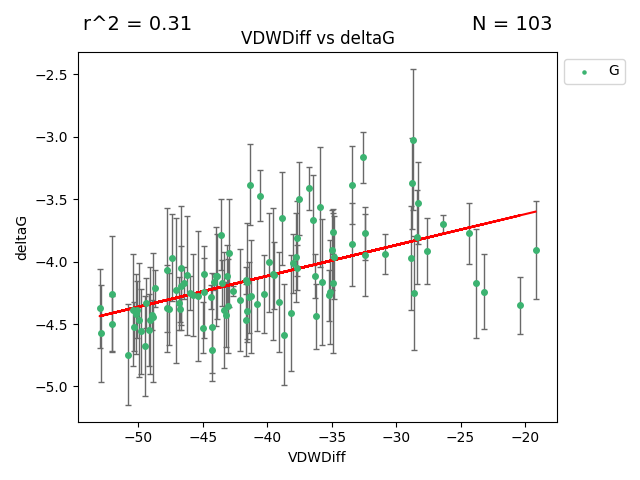 r^2 = 0.31
N = 103
VDWDiff vs deltaG
G
−2.5
−3.0
−3.5
−4.0
−4.5
−5.0
deltaG
−50 −45 −40 −35 −30 −25 −20
VDWDiff